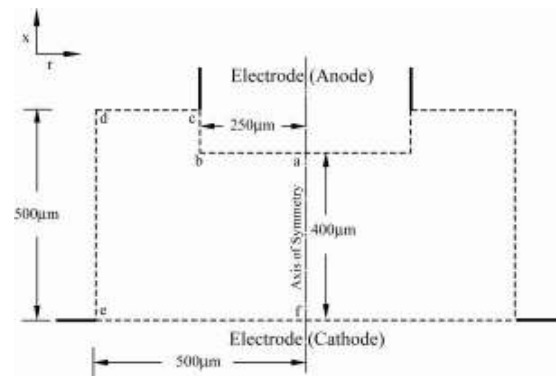 x
r
Electrode (Anode)
d
c
250μm
b
a
500μm
Axis of Symmetry
400μm
e
f
Electrode (Cathode)
500μm